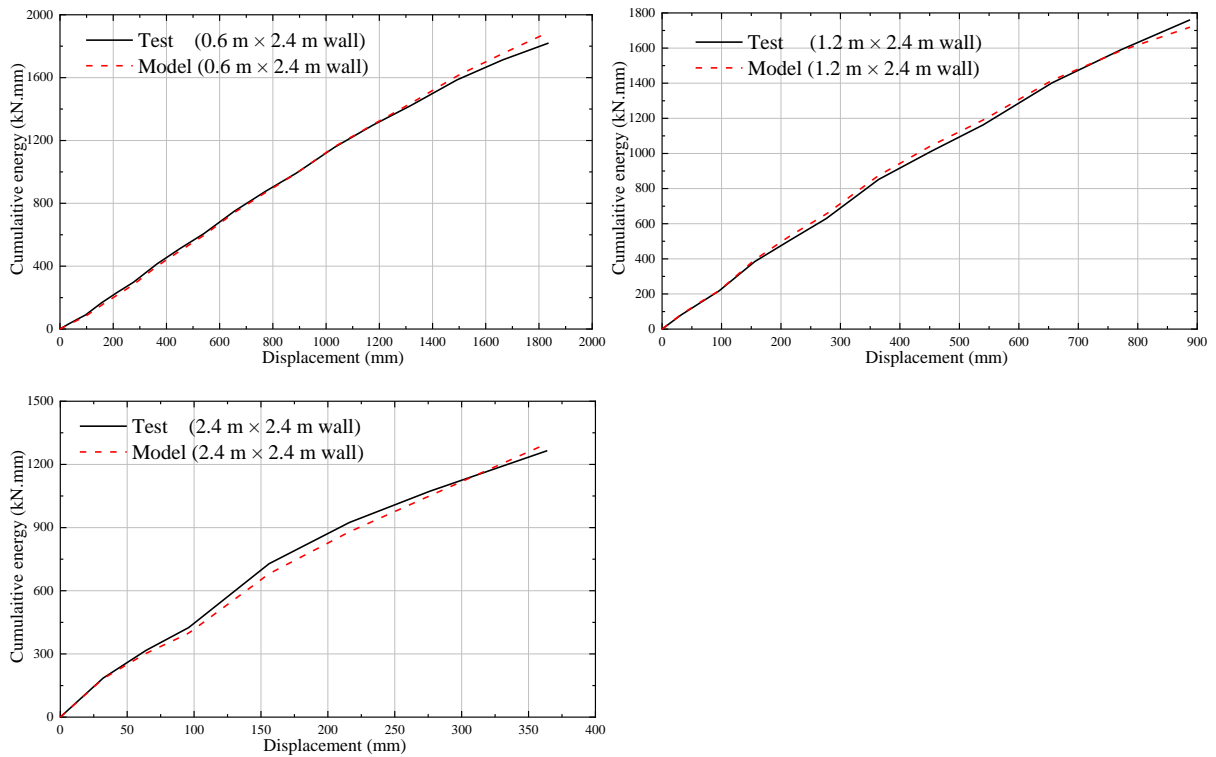 2000
1600
1200
800
400
0
Cumulaitive energy (kN.mm)
Test (0.6 m × 2.4 m wall)
Model (0.6 m × 2.4 m wall)
0 200 400 600 800 1000 1200 1400 1600 1800 2000
Displacement (mm)
1800
1600
1400
1200
1000
800
600
400
200
0
Cumulaitive energy (kN.mm)
Test (1.2 m × 2.4 m wall)
Model (1.2 m × 2.4 m wall)
0 100 200 300 400 500 600 700 800 900
Displacement (mm)
1500
1200
900
600
300
0
Cumulaitive energy (kN.mm)
Test (2.4 m × 2.4 m wall)
Model (2.4 m × 2.4 m wall)
0 50 100 150 200 250 300 350 400
Displacement (mm)